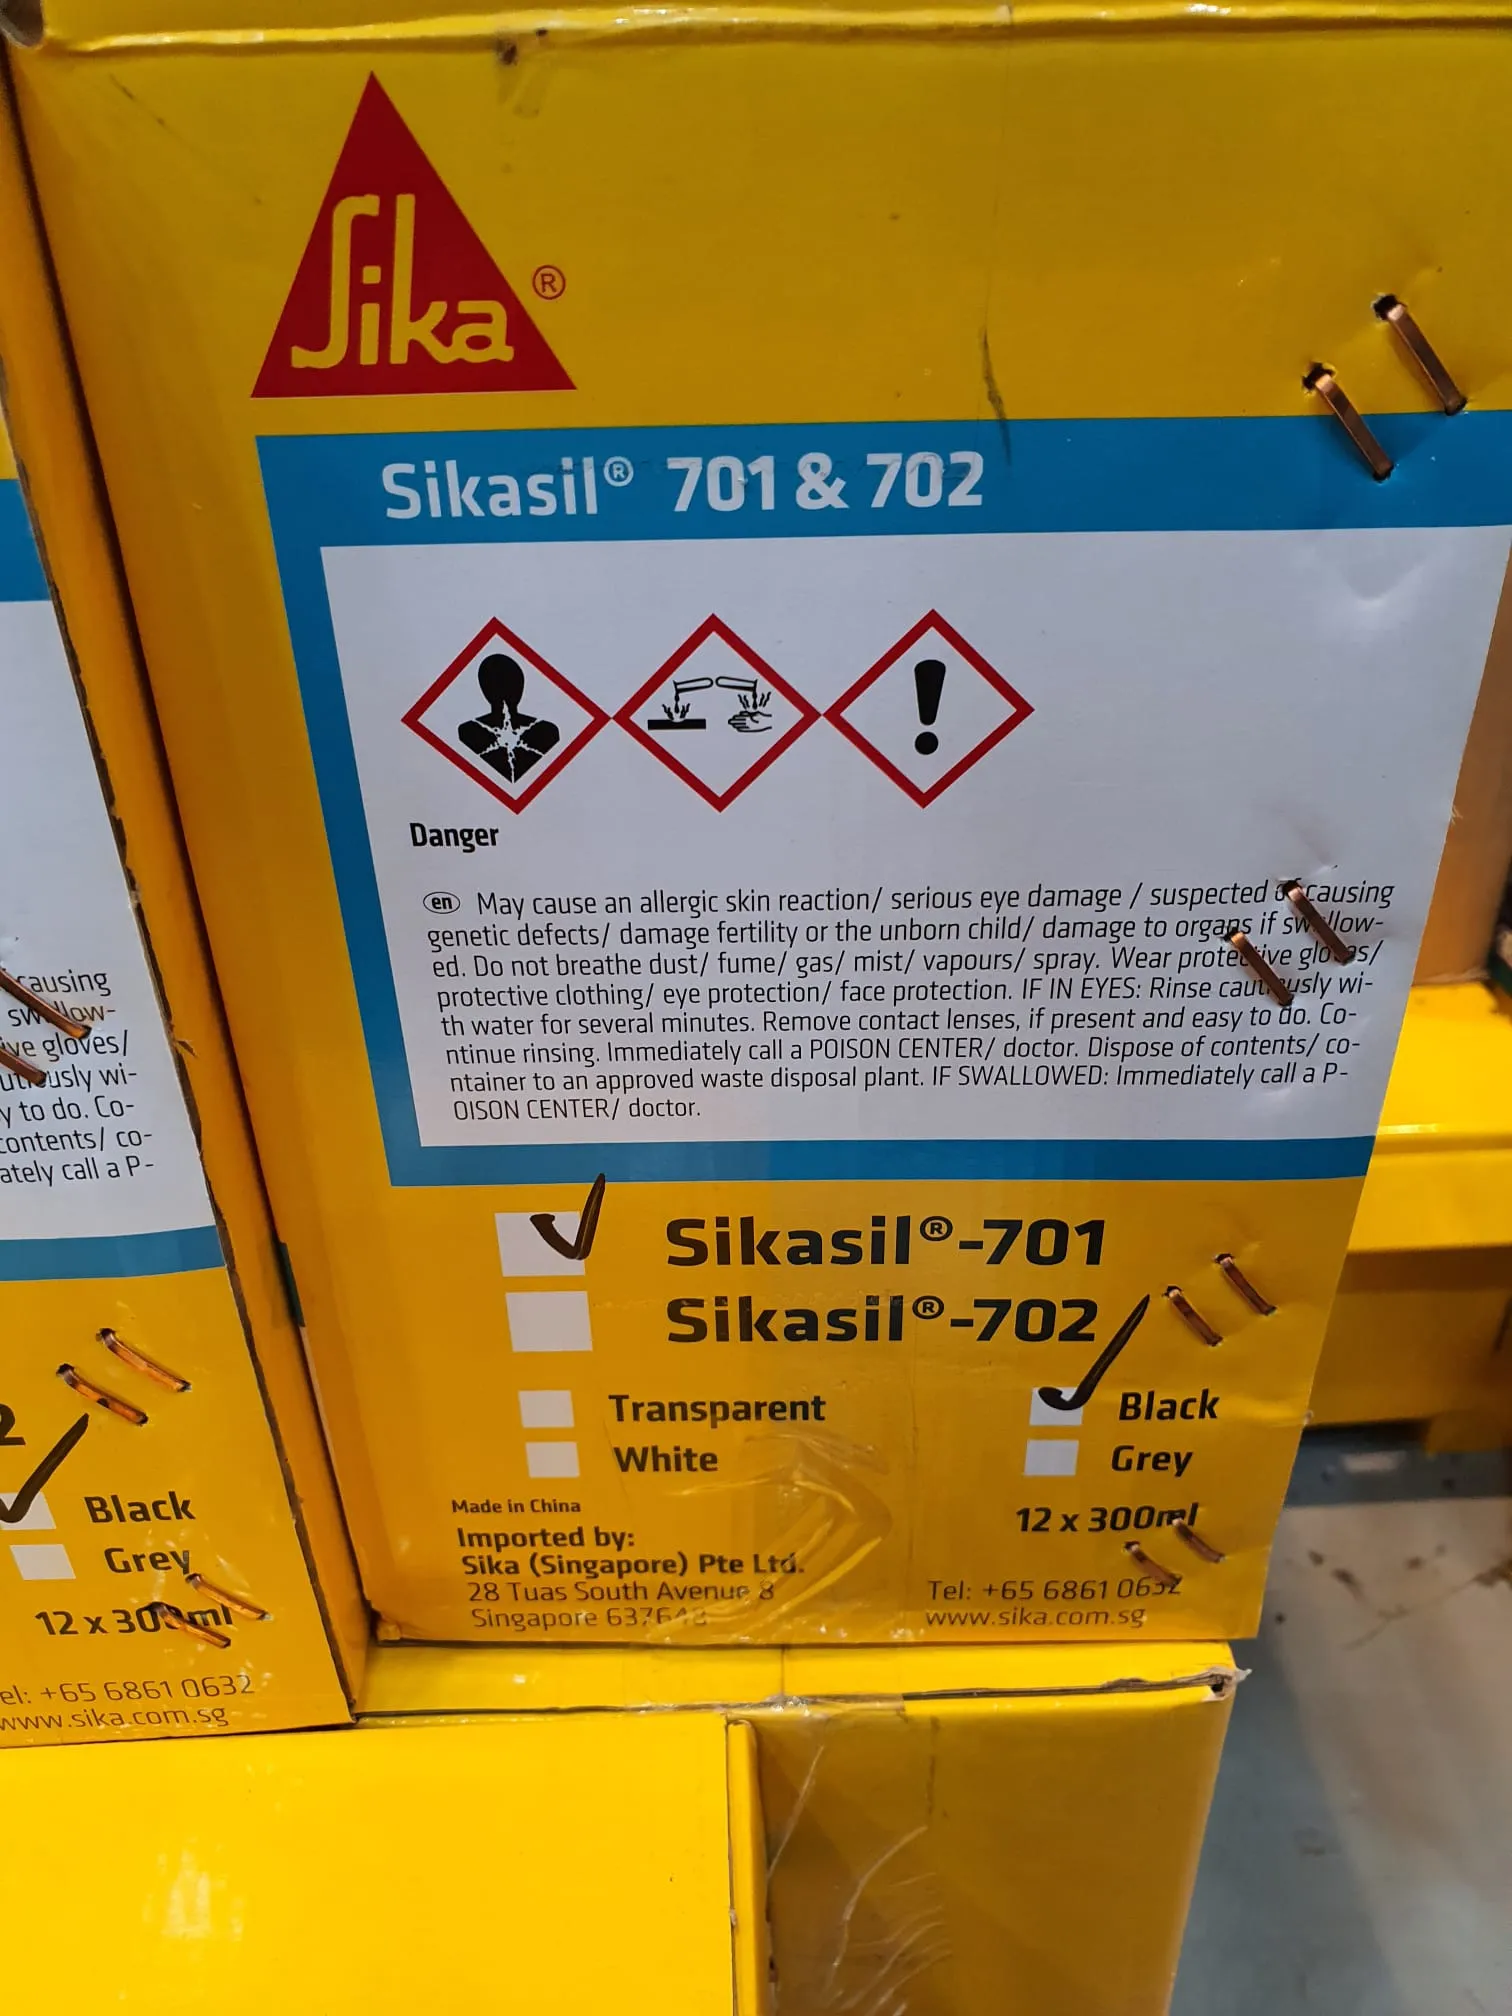 Sika®
Sikasil® 701 & 702
Danger
en May cause an allergic skin reaction/ serious eye damage / suspected of causing
genetic defects/ damage fertility or the unborn child/ damage to organs if swallow-
ed. Do not breathe dust/ fume/ gas/ mist/ vapours/ spray. Wear protective gloves/
protective clothing/ eye protection/ face protection. IF IN EYES: Rinse cautiously wi-
th water for several minutes. Remove contact lenses, if present and easy to do. Co-
ntinue rinsing. Immediately call a POISON CENTER/ doctor. Dispose of contents/ co-
ntainer to an approved waste disposal plant. IF SWALLOWED: Immediately call a P-
OISON CENTER/ doctor.
Sikasil®-701
Sikasil®-702
Transparent
Black
White
Grey
Made in China
12 x 300ml
Imported by:
Sika (Singapore) Pte Ltd.
28 Tuas South Avenue 8
Singapore
Tel: +65 6861 0632
www.sika.com.sg
causing
swallow-
ive gloves/
utiously wi-
y to do. Co-
contents/ co-
ately call a P-
2
Black
Grey
12 x 300ml
el: +65 6861 0632
www.sika.com.sg